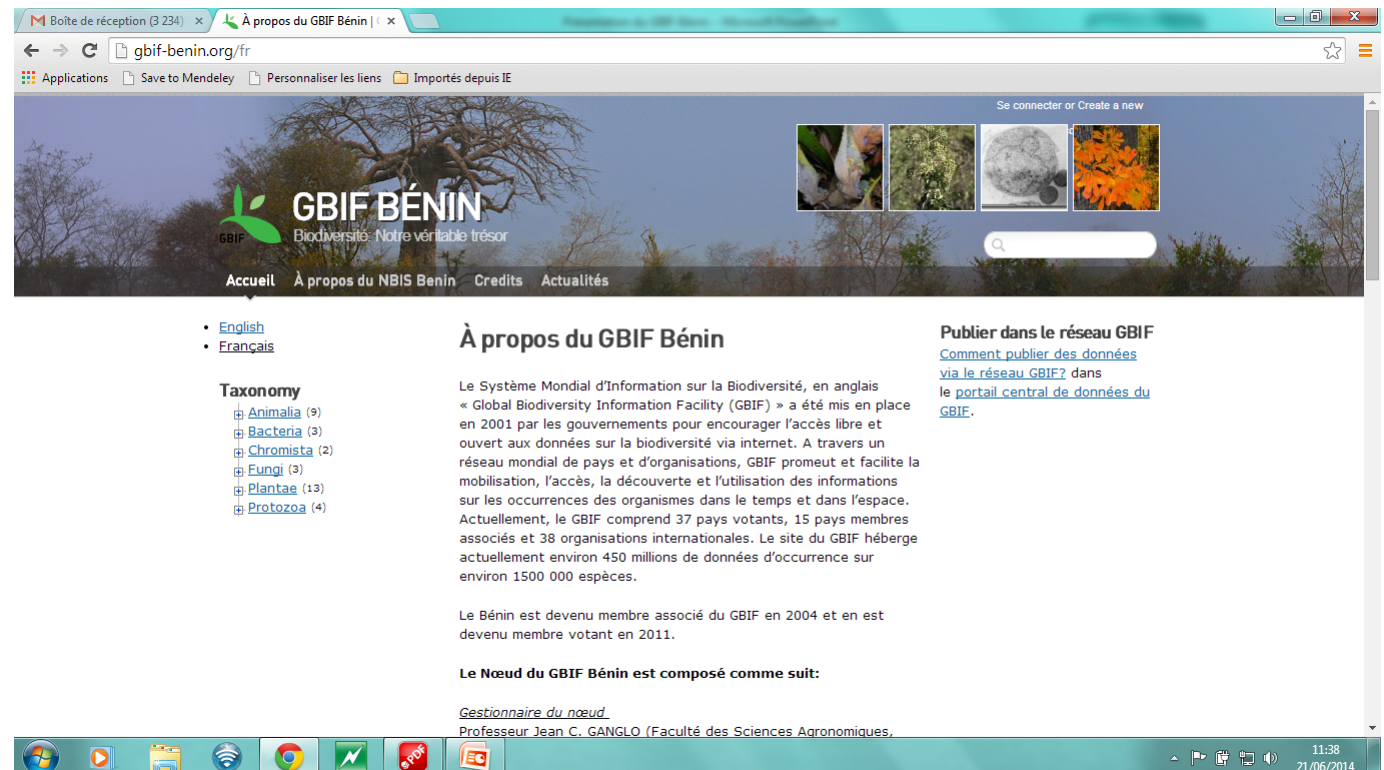 Boîte de réception (3 234)
À propos du GBIF Bénin |
gbif-benin.org/fr
Applications Save to Mendeley Personnaliser les liens Importés depuis IE
Se connecter or Create a new
GBIF
GBIF BÉNIN
Biodiversité: Notre véritable trésor
Accueil À propos du NBIS Benin Credits Actualités
English
Français
Taxonomy
Animalia (9)
Bacteria (3)
Chromista (2)
Fungi (3)
Plantae (13)
Protozoa (4)
À propos du GBIF Bénin
Le Système Mondial d'Information sur la Biodiversité, en anglais
« Global Biodiversity Information Facility (GBIF) » a été mis en place
en 2001 par les gouvernements pour encourager l'accès libre et
ouvert aux données sur la biodiversité via internet. A travers un
réseau mondial de pays et d'organisations, GBIF promeut et facilite la
mobilisation, l'accès, la découverte et l'utilisation des informations
sur les occurrences des organismes dans le temps et dans l'espace.
Actuellement, le GBIF comprend 37 pays votants, 15 pays membres
associés et 38 organisations internationales. Le site du GBIF héberge
actuellement environ 450 millions de données d'occurrence sur
environ 1500 000 espèces.
Le Bénin est devenu membre associé du GBIF en 2004 et en est
devenu membre votant en 2011.
Le Nœud du GBIF Bénin est composé comme suit:
Gestionnaire du nœud
Professeur Jean C. GANGLO (Faculté des Sciences Agronomiques,
Publier dans le réseau GBIF
Comment publier des données
via le réseau GBIF? dans
le portail central de données du
GBIF.
PDF
11:38
21/06/2014